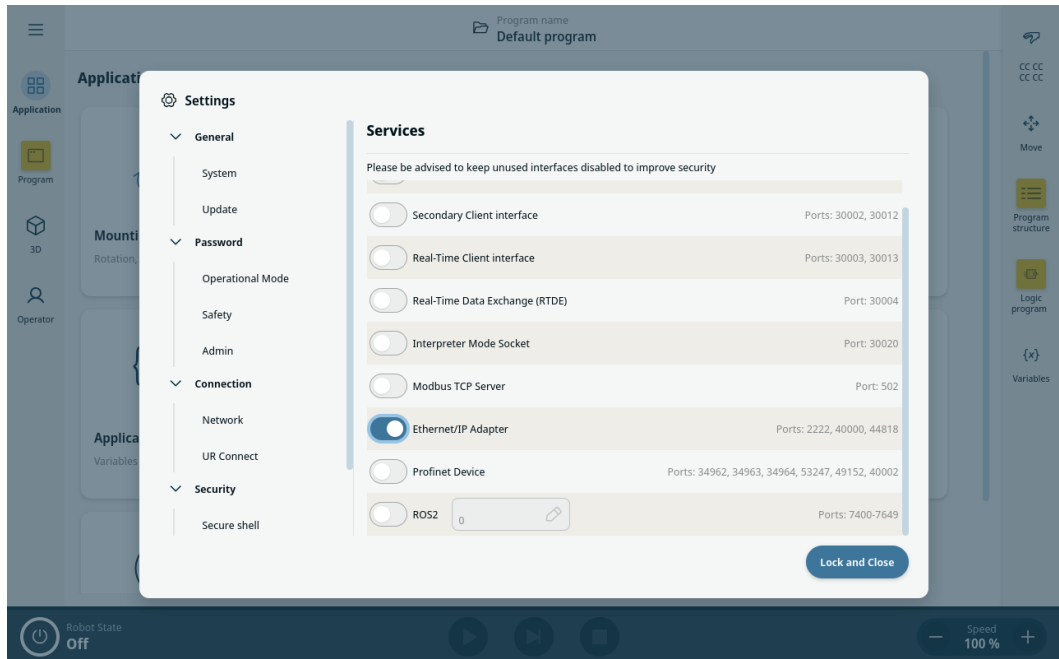 Program name
Default program
Application
Program
3D
Operator
Applicati
Mounti
Rotation,
Applica
Variables
Settings
General
System
Update
Password
Operational Mode
Safety
Admin
Connection
Network
UR Connect
Security
Secure shell
Services
Please be advised to keep unused interfaces disabled to improve security
Secondary Client interface Ports: 30002, 30012
Real-Time Client interface Ports: 30003, 30013
Real-Time Data Exchange (RTDE) Port: 30004
Interpreter Mode Socket Port: 30020
Modbus TCP Server Port: 502
Ethernet/IP Adapter Ports: 2222, 40000, 44818
Profinet Device Ports: 34962, 34963, 34964, 53247, 49152, 40002
ROS2 0 Ports: 7400-7649
Lock and Close
CC CC
CC CC
Move
Program
structure
Logic
program
{x}
Variables
Robot State
Off
Speed
100 %